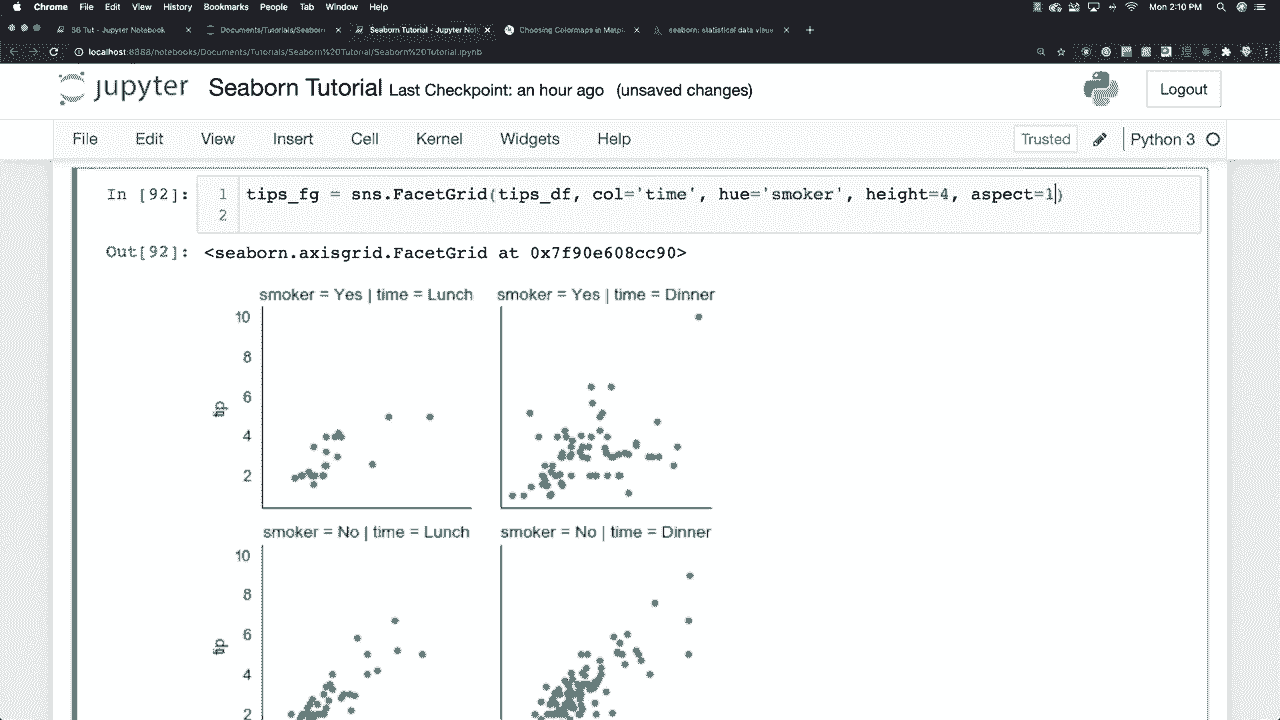 Chrome File Edit View History Bookmarks People Tab Window Help Mon 2:10 PM
S6 Tut - Jupyter Notebook Documents/Tutorials/Seaborn Seaborn Tutorial - Jupyter Not Choosing Colormaps in Matp seaborn: statistical data visua
localhost:8888/notebooks/Documents/Tutorials/Seaborn%20Tutorial/Seaborn%20Tutorial.ipynb
jupyter Seaborn Tutorial Last Checkpoint: an hour ago (unsaved changes) Logout
File Edit View Insert Cell Kernel Widgets Help Trusted Python 3
In [92]: 1 tips_fg = sns.FacetGrid(tips_df, col='time', hue='smoker', height=4, aspect=1)
2
Out[92]: <seaborn.axisgrid.FacetGrid at 0x7f90e608cc90>
smoker = Yes | time = Lunch smoker = Yes | time = Dinner
10
8
6
tip
4
2
smoker = No | time = Lunch smoker = No | time = Dinner
10
8
6
tip
4
2